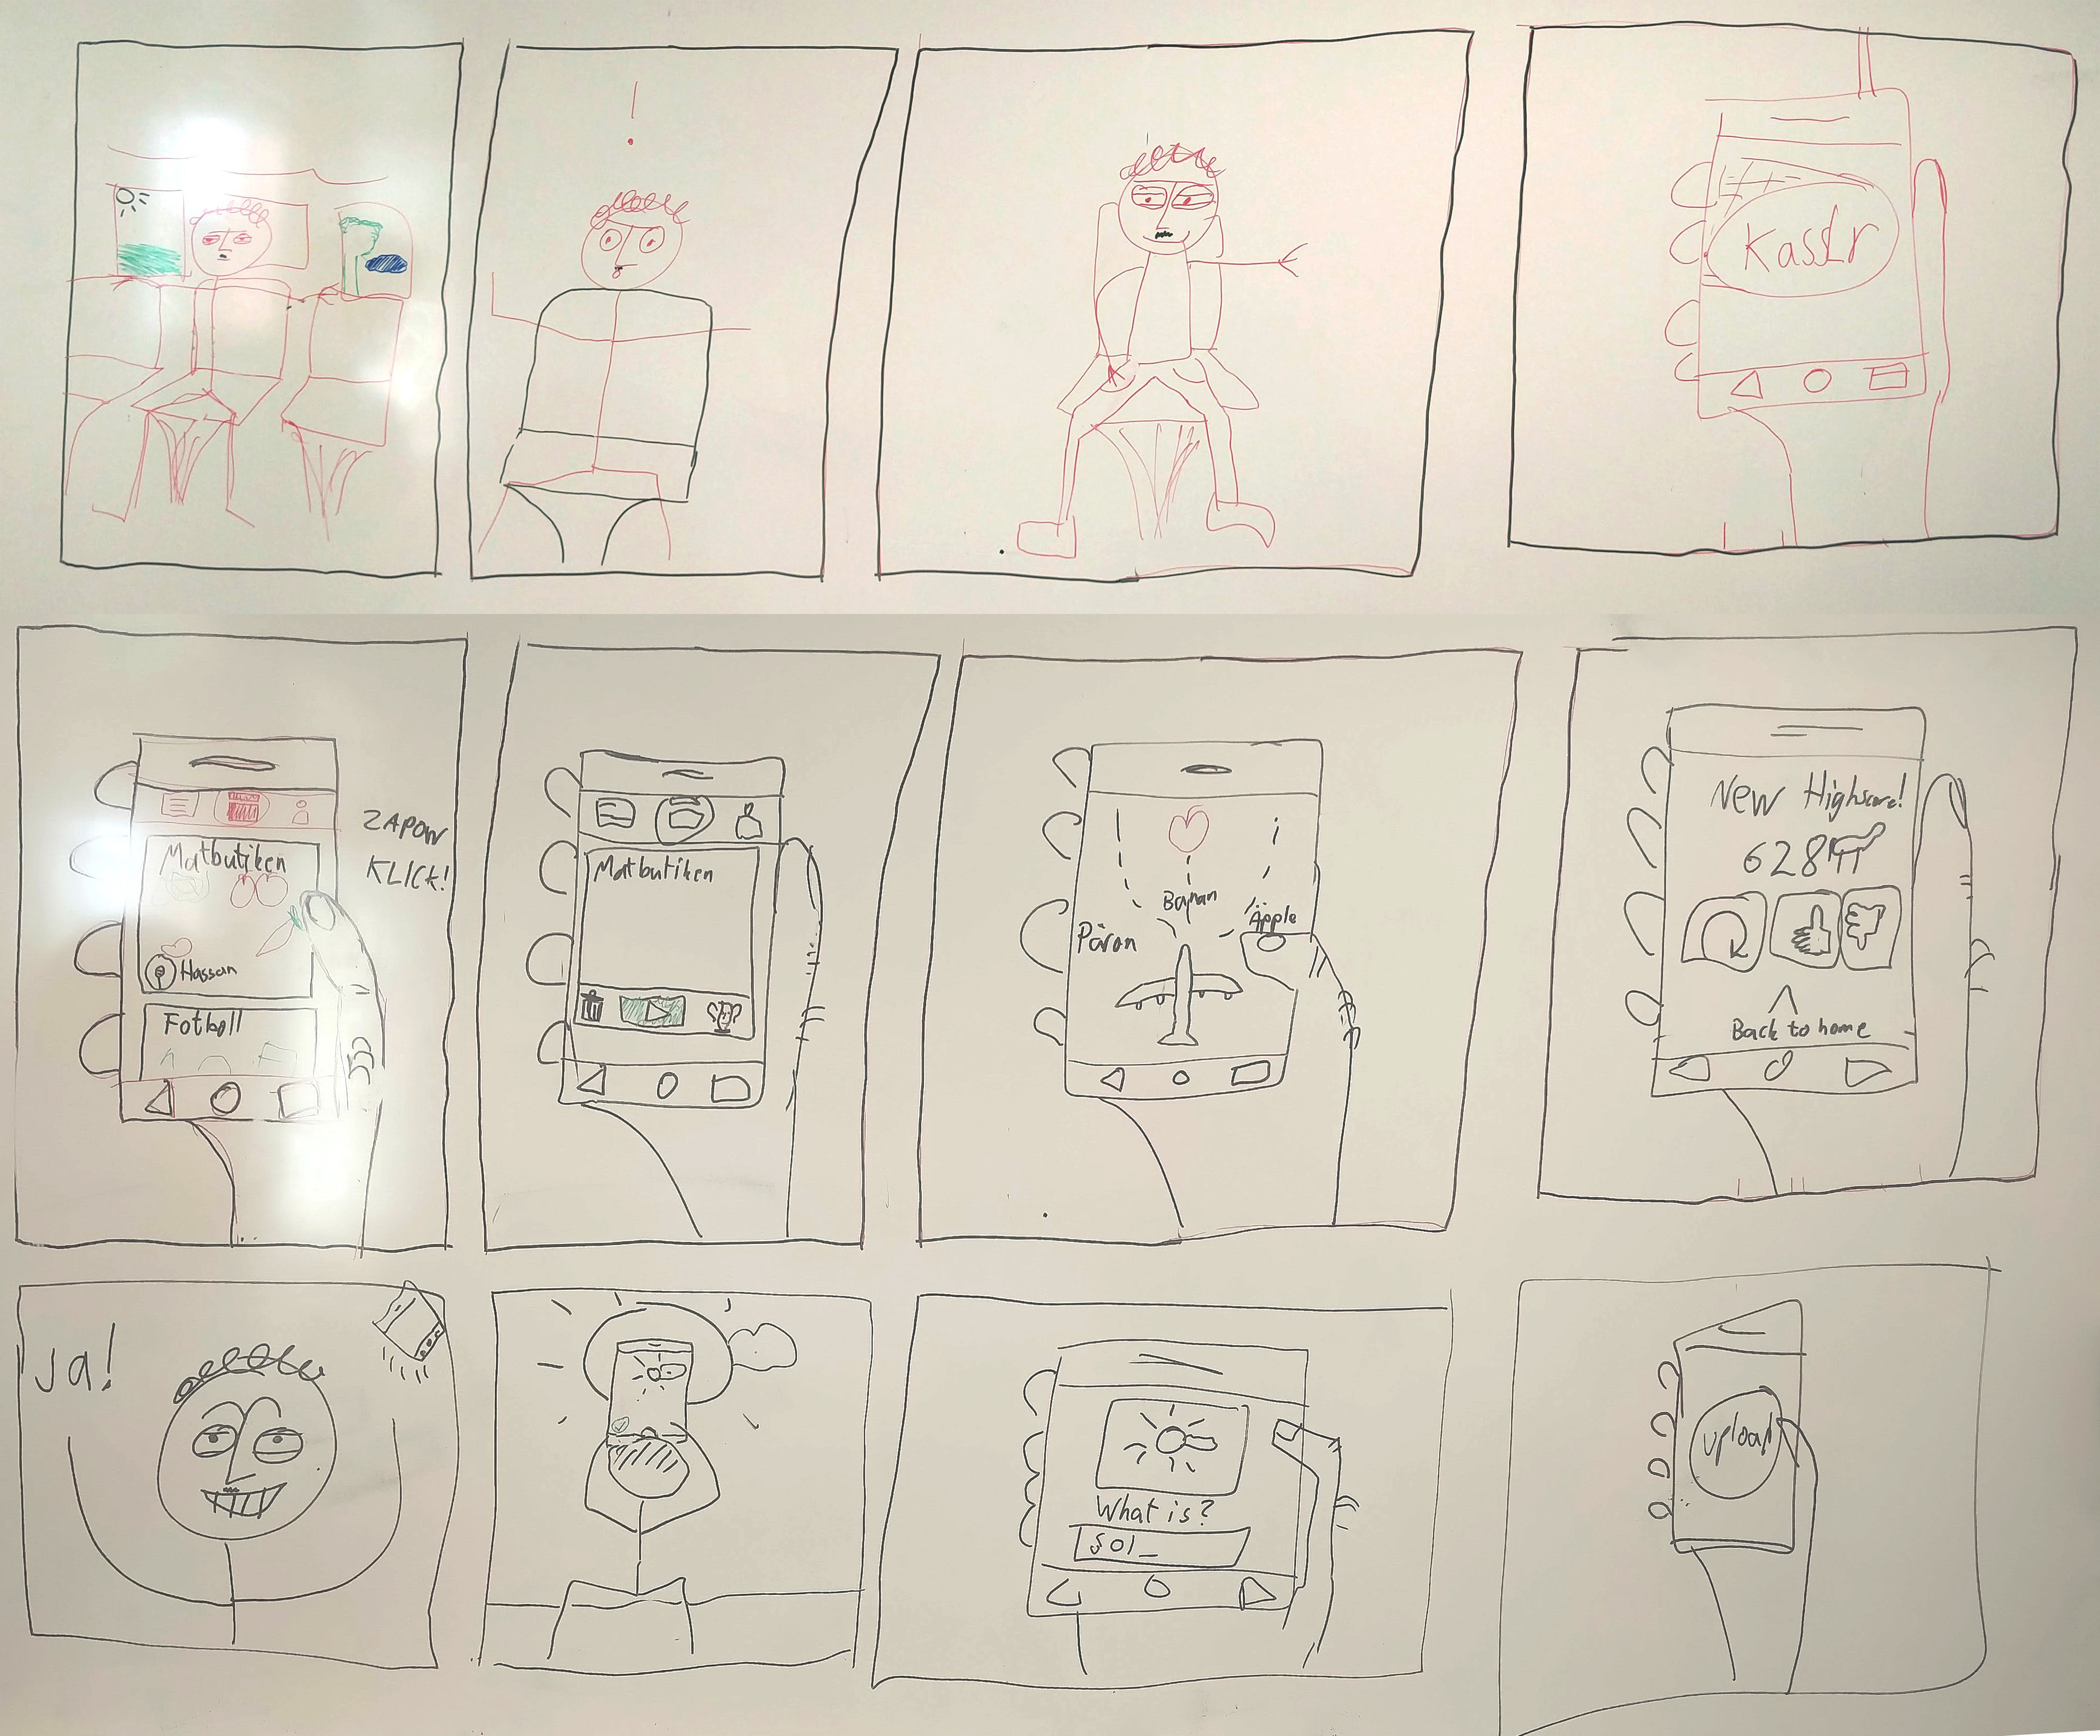 !
Kasslr
Matbutiken
Hassan
Fotboll
ZAPOW
KLICK!
Matbutiken
Päron
Banan
Äpple
New Highscore!
628
Back to home
Ja!
What is?
Sol_
upload